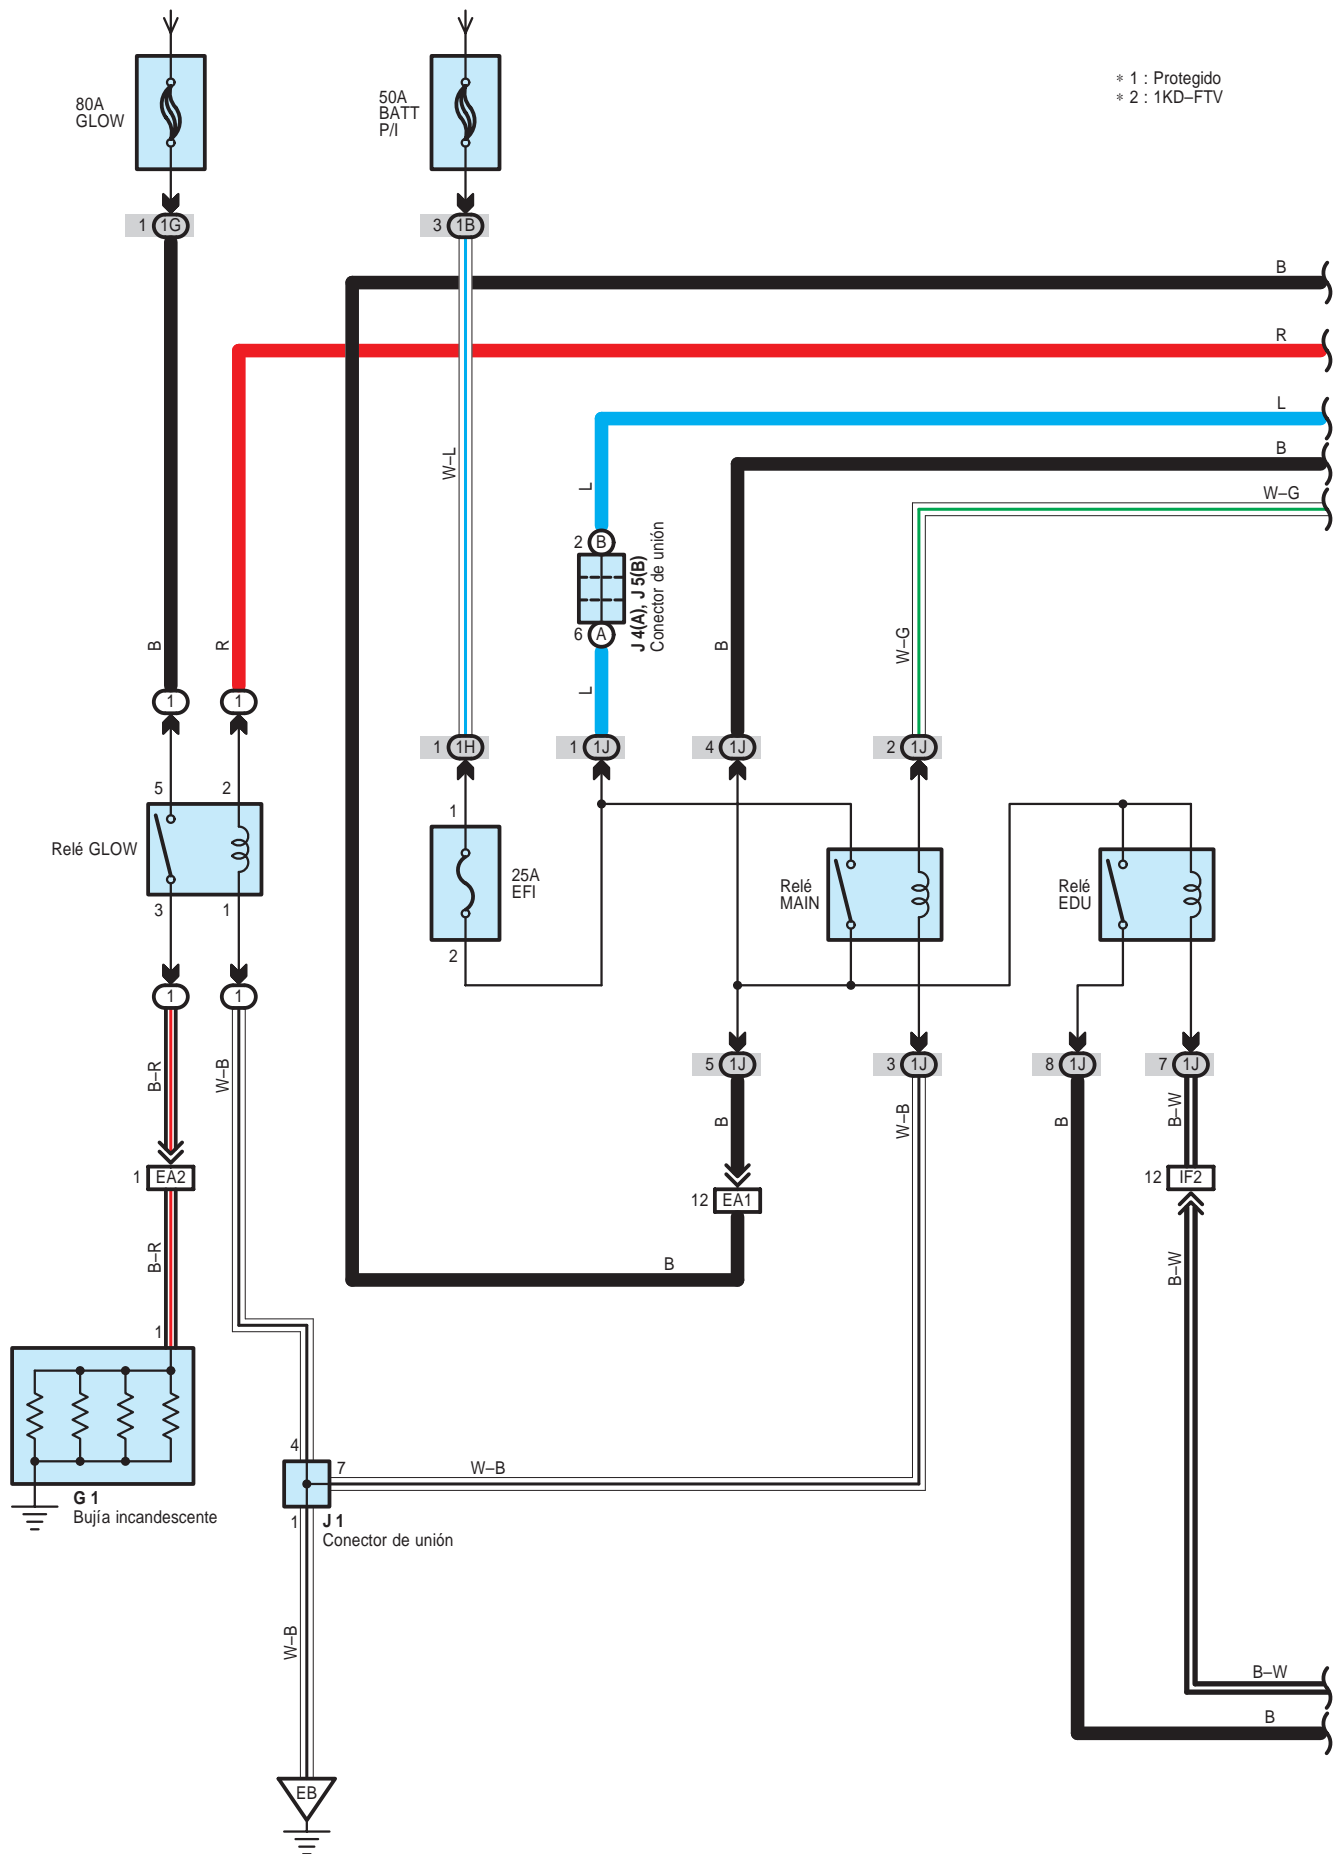 * 1 : Protegido
* 2 : 1KD–FTV
80A
GLOW
50A
BATT
P/I
1 1G
3 1B
B
R
L
B
W–G
W–L
L
2 B
J 4(A), J 5(B)
Conector de unión
6 A
L
B
W–G
B
R
1
1
1 1H
1 1J
4 1J
2 1J
5
2
1
Relé GLOW
25A
EFI
Relé
MAIN
Relé
EDU
3
1
2
1
1
5 1J
3 1J
8 1J
7 1J
B–R
W–B
B
W–B
B
B–W
1 EA2
12 EA1
12 IF2
B–R
B
B–W
1
4
7
W–B
G 1
Bujía incandescente
1
J 1
Conector de unión
W–B
B–W
B
EB